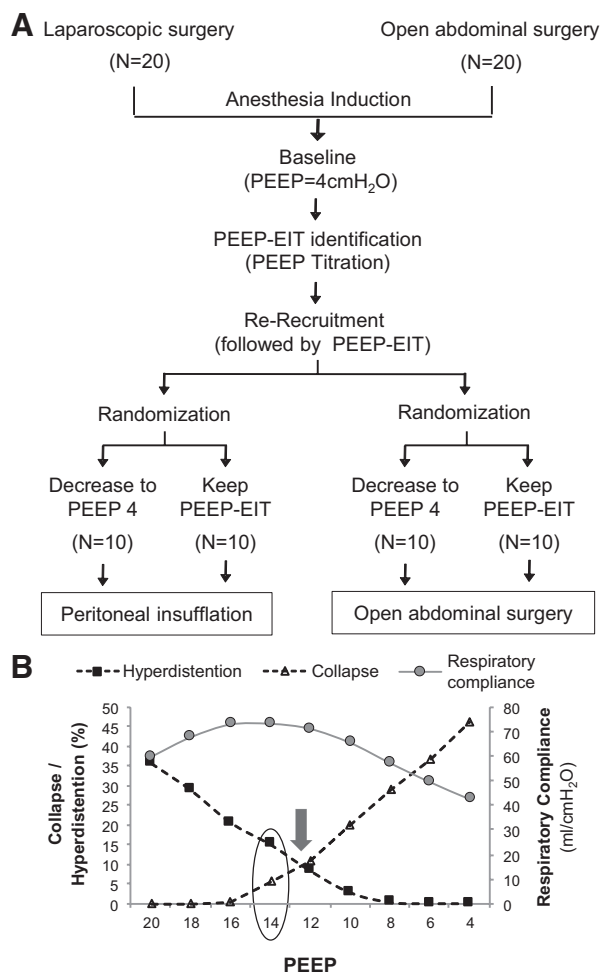 A
Laparoscopic surgery
(N=20)
Open abdominal surgery
(N=20)
Anesthesia Induction
Baseline
(PEEP=4cmH₂O)
PEEP-EIT identification
(PEEP Titration)
Re-Recruitment
(followed by PEEP-EIT)
Randomization
Randomization
Decrease to
PEEP 4
(N=10)
Keep
PEEP-EIT
(N=10)
Decrease to
PEEP 4
(N=10)
Keep
PEEP-EIT
(N=10)
Peritoneal insufflation
Open abdominal surgery
B
Hyperdistention
Collapse
Respiratory
compliance
Collapse /
Hyperdistention (%)
50
45
40
35
30
25
20
15
10
5
0
80
70
60
50
40
30
20
10
0
Respiratory Compliance
(ml/cmH₂O)
20 18 16 14 12 10 8 6 4
PEEP